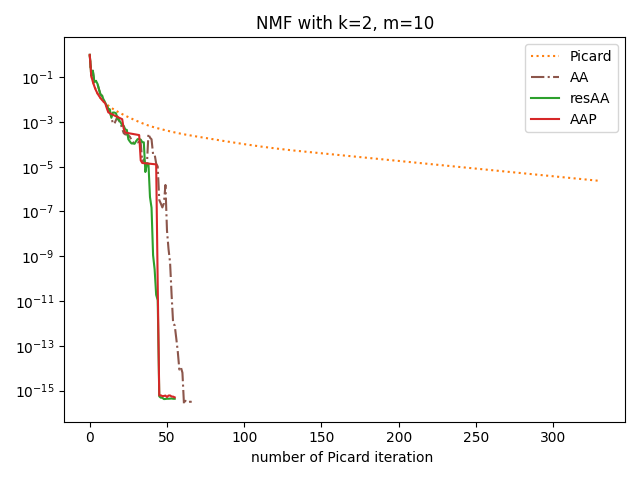 NMF with k=2, m=10
Picard
AA
resAA
AAP
10⁻¹
10⁻³
10⁻⁵
10⁻⁷
10⁻⁹
10⁻¹¹
10⁻¹³
10⁻¹⁵
0 50 100 150 200 250 300
number of Picard iteration